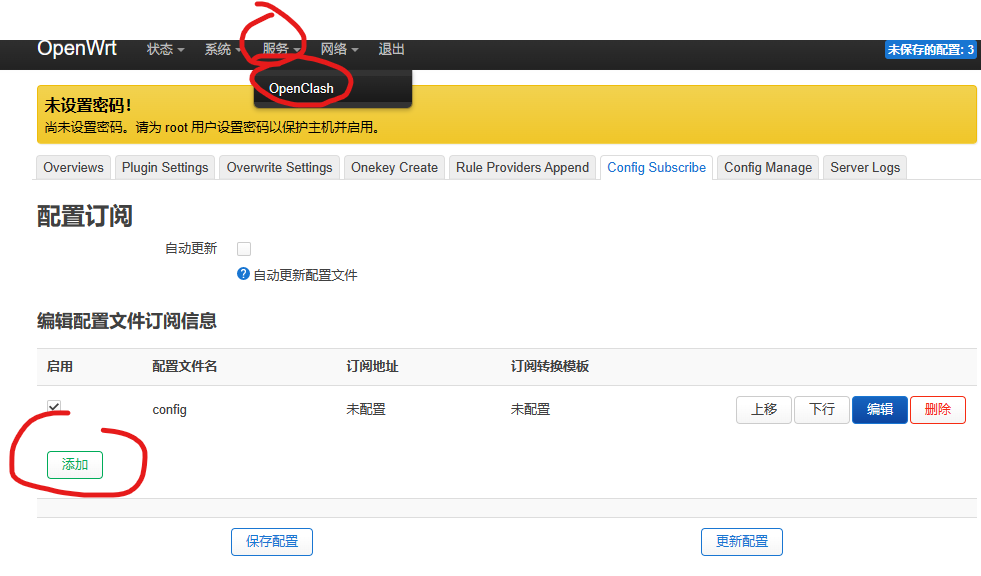 OpenWrt 状态 系统 服务 网络 退出 未保存的配置: 3
OpenClash
未设置密码!
尚未设置密码。请为 root 用户设置密码以保护主机并启用。
Overviews Plugin Settings Overwrite Settings Onekey Create Rule Providers Append Config Subscribe Config Manage Server Logs
配置订阅
自动更新
自动更新配置文件
编辑配置文件订阅信息
启用 配置文件名 订阅地址 订阅转换模板
config 未配置 未配置 上移 下行 编辑 删除
添加
保存配置 更新配置